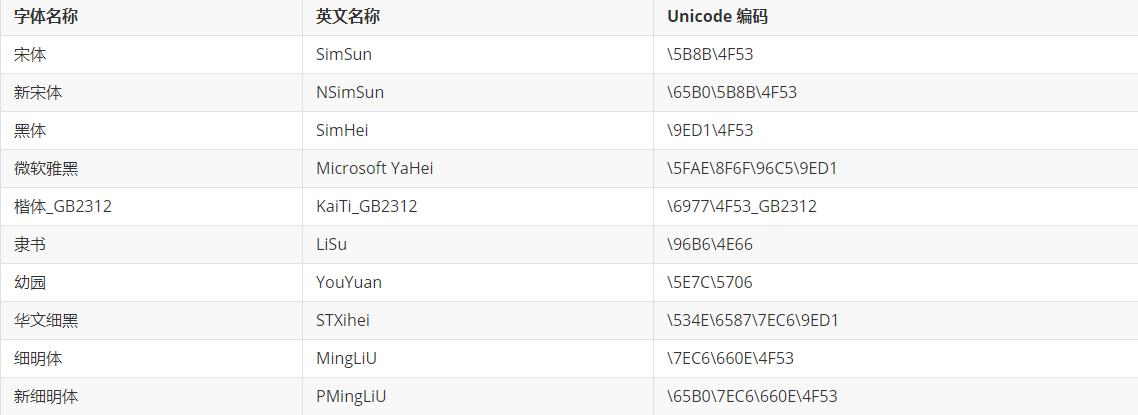 字体名称 英文名称 Unicode 编码
宋体 SimSun \5B8B\4F53
新宋体 NSimSun \65B0\5B8B\4F53
黑体 SimHei \9ED1\4F53
微软雅黑 Microsoft YaHei \5FAE\8F6F\96C5\9ED1
楷体_GB2312 KaiTi_GB2312 \6977\4F53_GB2312
隶书 LiSu \96B6\4E66
幼园 YouYuan \5E7C\5706
华文细黑 STXihei \534E\6587\7EC6\9ED1
细明体 MingLiU \7EC6\660E\4F53
新细明体 PMingLiU \65B0\7EC6\660E\4F53